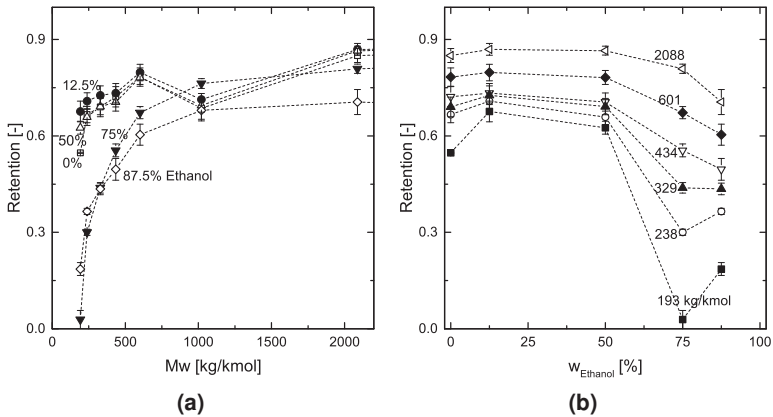 0.9
0.6
0.3
0.0
Retention [-]
12.5%
50%
0%
75%
87.5% Ethanol
0 500 1000 1500 2000
Mw [kg/kmol]
(a)
0.9
0.6
0.3
0.0
Retention [-]
2088
601
434
329
238
193 kg/kmol
0 25 50 75 100
wEthanol [%]
(b)